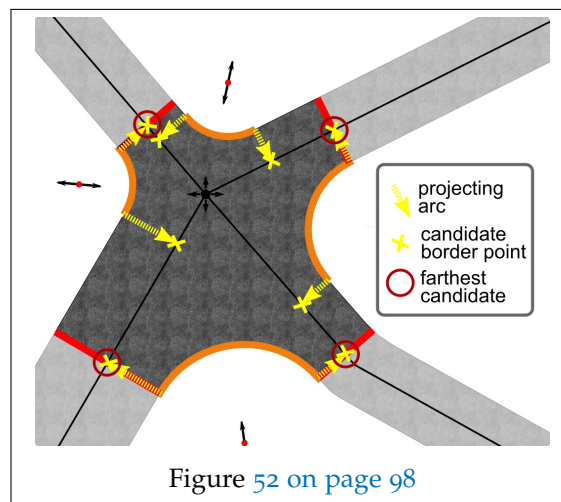 projecting
arc
candidate
border point
farthest
candidate
Figure 52 on page 98